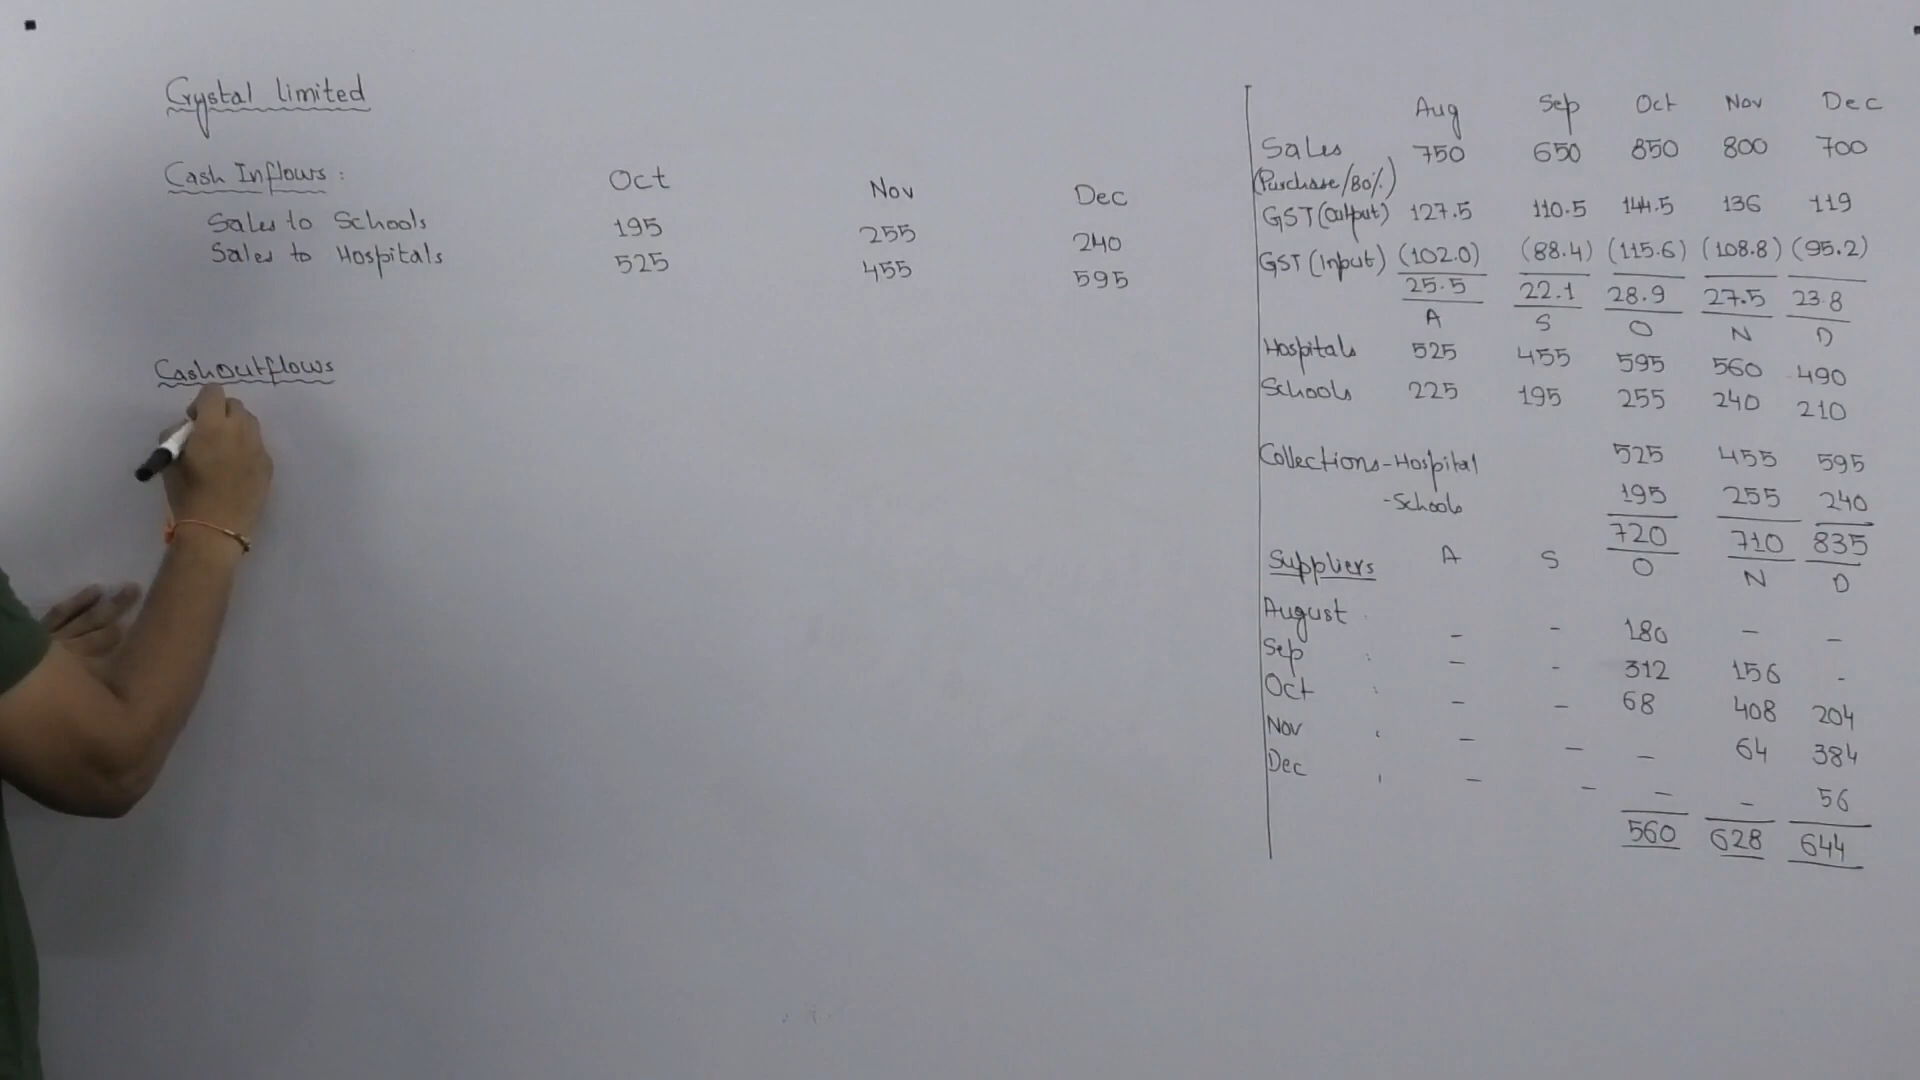 Crystal limited
Cash Inflows : Oct Nov Dec
Sales to Schools 195 255 240
Sales to Hospitals 525 455 595
Cash outflows
Aug Sep Oct Nov Dec
Sales 750 650 850 800 700
(Purchase/80%)
GST (Output) 127.5 110.5 144.5 136 119
GST (Input) (102.0) (88.4) (115.6) (108.8) (95.2)
25.5 22.1 28.9 27.5 23.8
A S O N D
Hospitals 525 455 595 560 490
Schools 225 195 255 240 210
Collections - Hospital 525 455 595
- Schools 195 255 240
720 710 835
Suppliers A S O N D
August - - 180 - -
Sep - - 312 156 -
Oct - - 68 408 204
Nov - - - 64 384
Dec - - - - 56
560 628 644